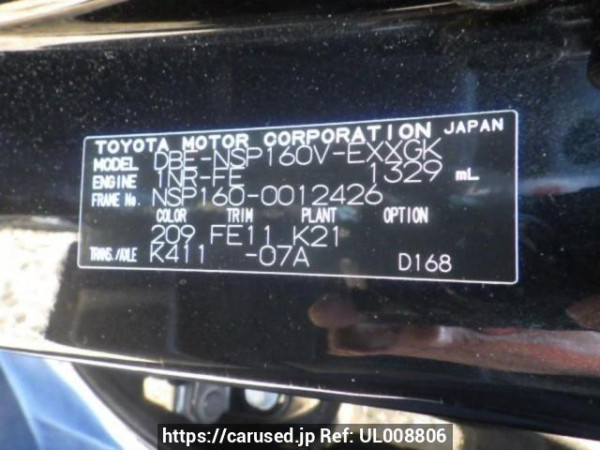 TOYOTA MOTOR CORPORATION JAPAN
MODEL DBE-NSP160V-EXXGK
ENGINE 1NR-FE 1329 mL
FRAME No. NSP160-0012426
COLOR TRIM PLANT OPTION
209 FE11 K21
TRANS./AXLE K411 -07A D168
https://carused.jp Ref: UL008806